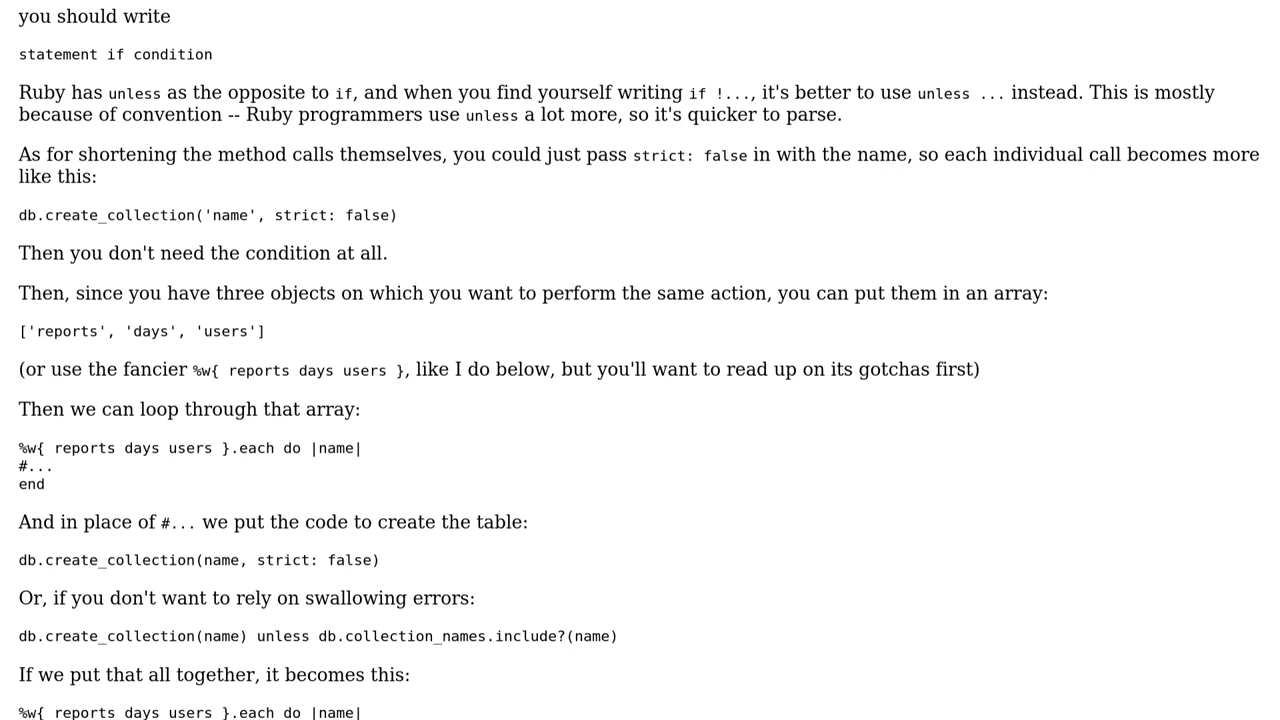 you should write
statement if condition
Ruby has unless as the opposite to if, and when you find yourself writing if !..., it's better to use unless ... instead. This is mostly
because of convention -- Ruby programmers use unless a lot more, so it's quicker to parse.
As for shortening the method calls themselves, you could just pass strict: false in with the name, so each individual call becomes more
like this:
db.create_collection('name', strict: false)
Then you don't need the condition at all.
Then, since you have three objects on which you want to perform the same action, you can put them in an array:
['reports', 'days', 'users']
(or use the fancier %w{ reports days users }, like I do below, but you'll want to read up on its gotchas first)
Then we can loop through that array:
%w{ reports days users }.each do |name|
#...
end
And in place of #... we put the code to create the table:
db.create_collection(name, strict: false)
Or, if you don't want to rely on swallowing errors:
db.create_collection(name) unless db.collection_names.include?(name)
If we put that all together, it becomes this:
%w{ reports days users }.each do |name|